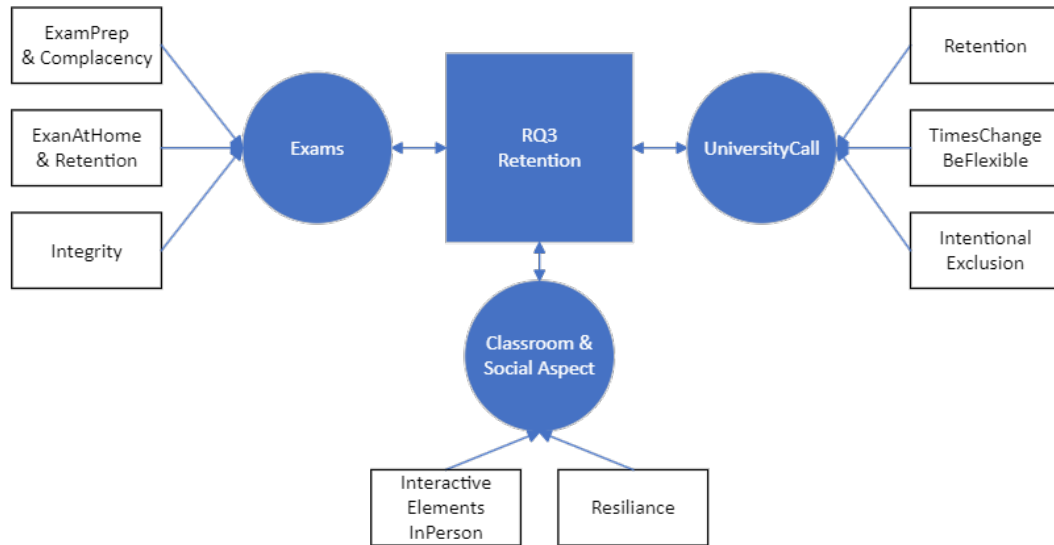 ExamPrep
& Complacency
ExanAtHome
& Retention
Integrity
Exams
RQ3
Retention
UniversityCall
Retention
TimesChange
BeFlexible
Intentional
Exclusion
Classroom &
Social Aspect
Interactive
Elements
InPerson
Resiliance